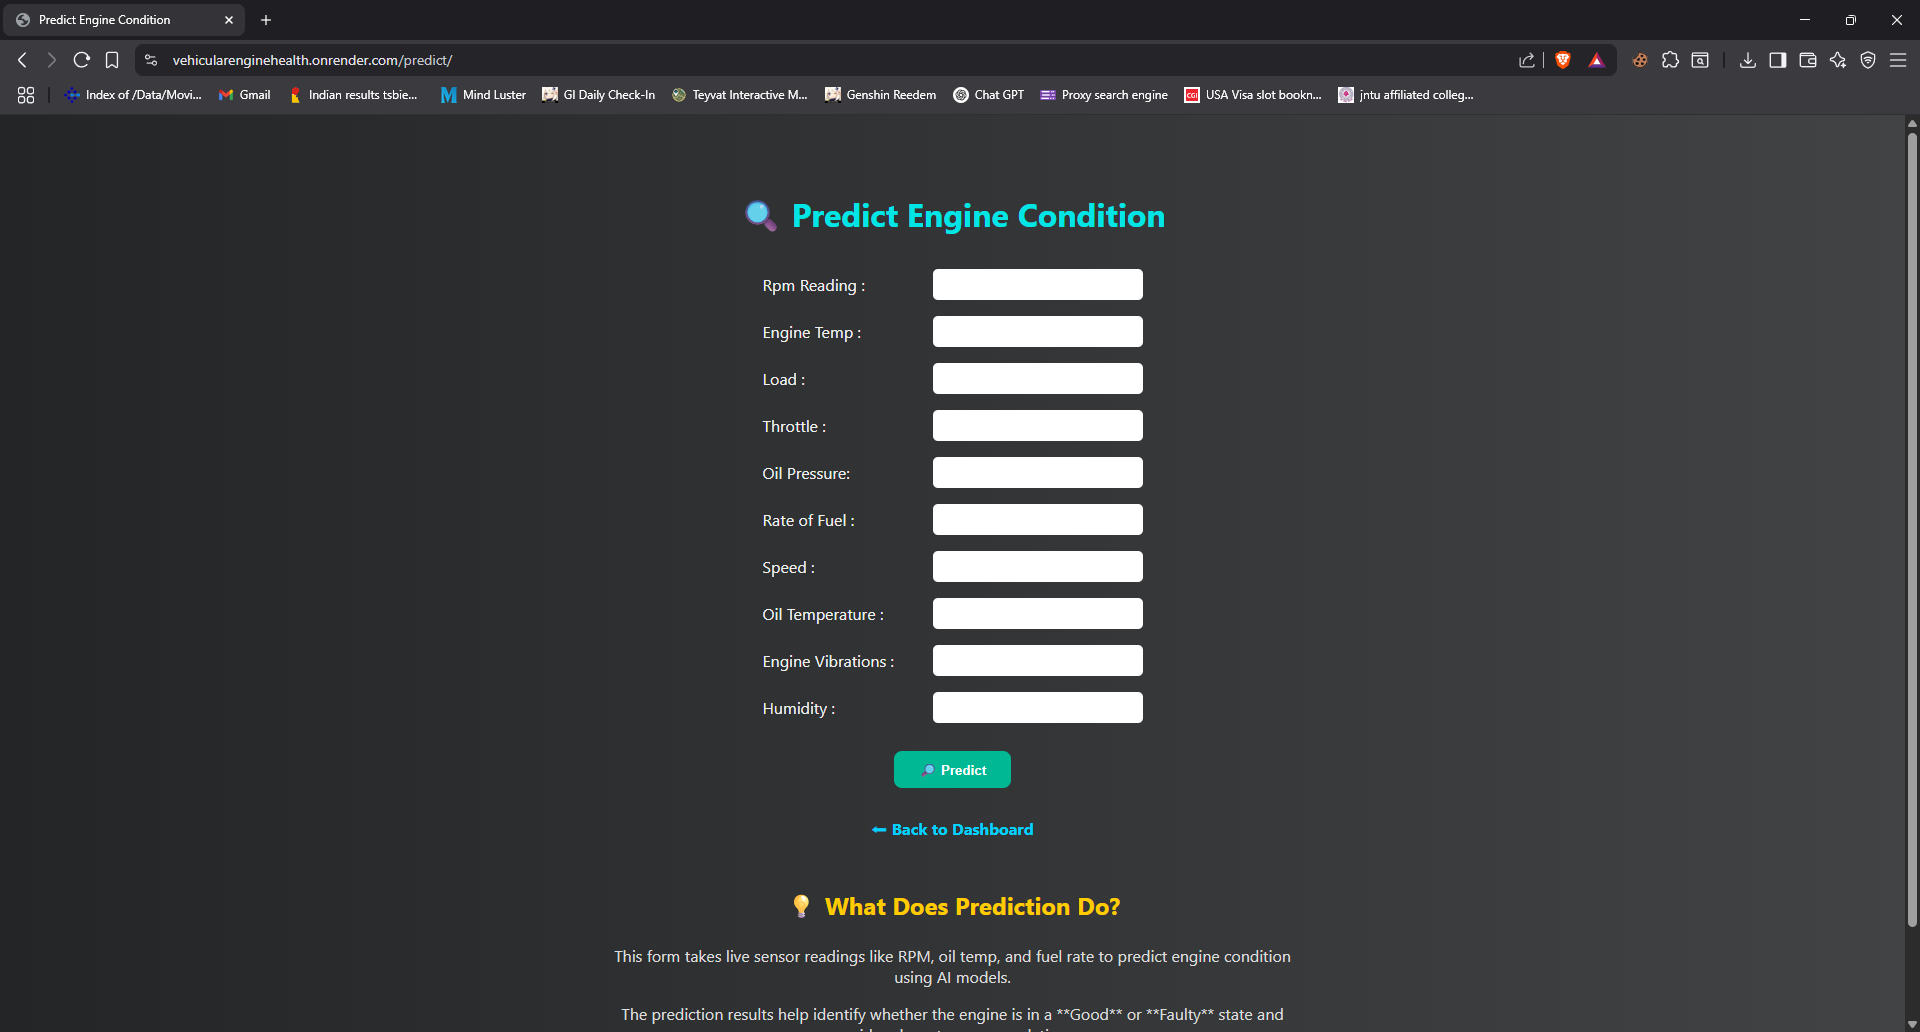 Predict Engine Condition
vehicularenginehealth.onrender.com/predict/
Index of /Data/Movi... Gmail Indian results tsbie... Mind Luster GI Daily Check-In Teyvat Interactive M... Genshin Reedem Chat GPT Proxy search engine CGI USA Visa slot bookn... jntu affiliated colleg...
Predict Engine Condition
Rpm Reading :
Engine Temp :
Load :
Throttle :
Oil Pressure:
Rate of Fuel :
Speed :
Oil Temperature :
Engine Vibrations :
Humidity :
Predict
Back to Dashboard
What Does Prediction Do?
This form takes live sensor readings like RPM, oil temp, and fuel rate to predict engine condition
using AI models.
The prediction results help identify whether the engine is in a **Good** or **Faulty** state and